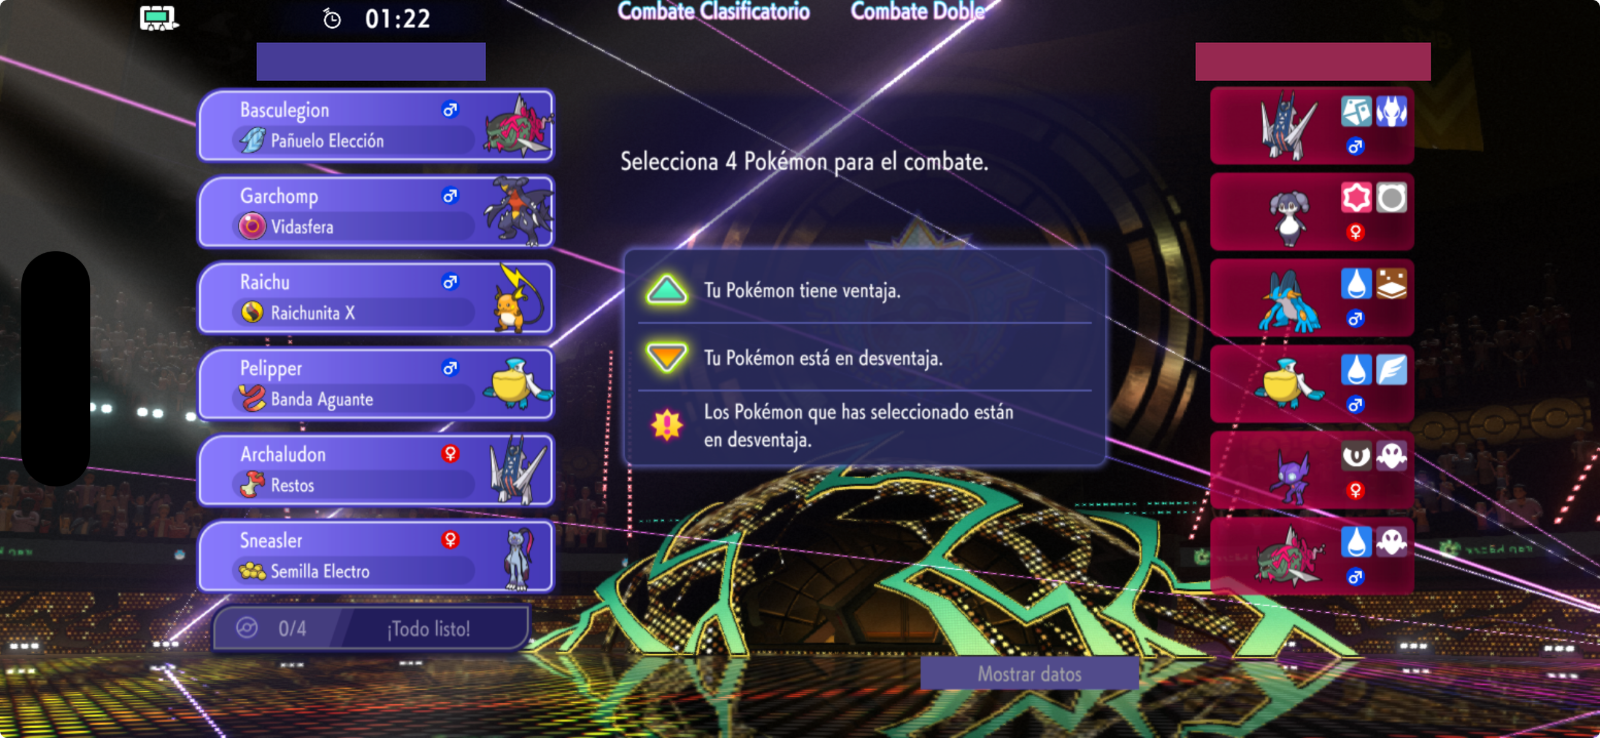 01:22
Combate Clasificatorio
Combate Doble
Basculegion
Pañuelo Elección
Garchomp
Vidasfera
Raichu
Raichunita X
Pelipper
Banda Aguante
Archaludon
Restos
Sneasler
Semilla Electro
0/4
¡Todo listo!
Selecciona 4 Pokémon para el combate.
Tu Pokémon tiene ventaja.
Tu Pokémon está en desventaja.
Los Pokémon que has seleccionado están
en desventaja.
Mostrar datos